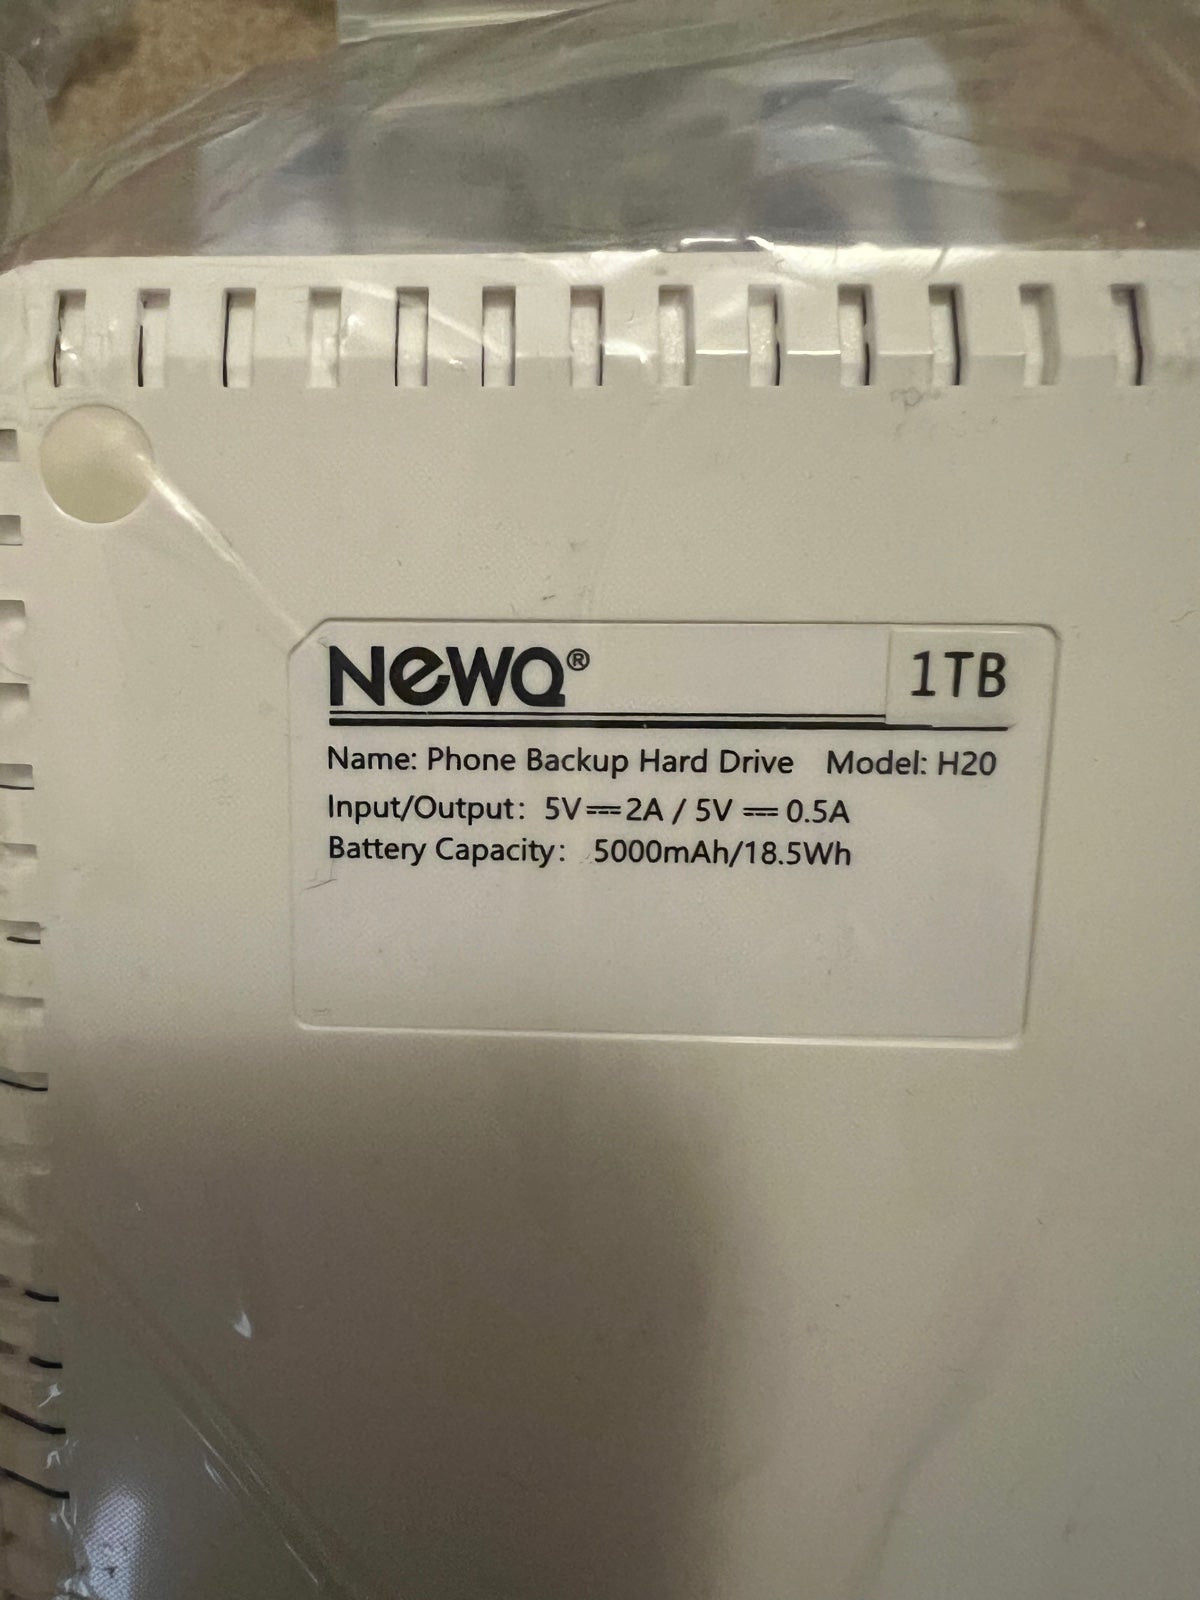 NewQ® 1TB
Name: Phone Backup Hard Drive Model: H20
Input/Output: 5V⎓2A / 5V⎓0.5A
Battery Capacity: 5000mAh/18.5Wh